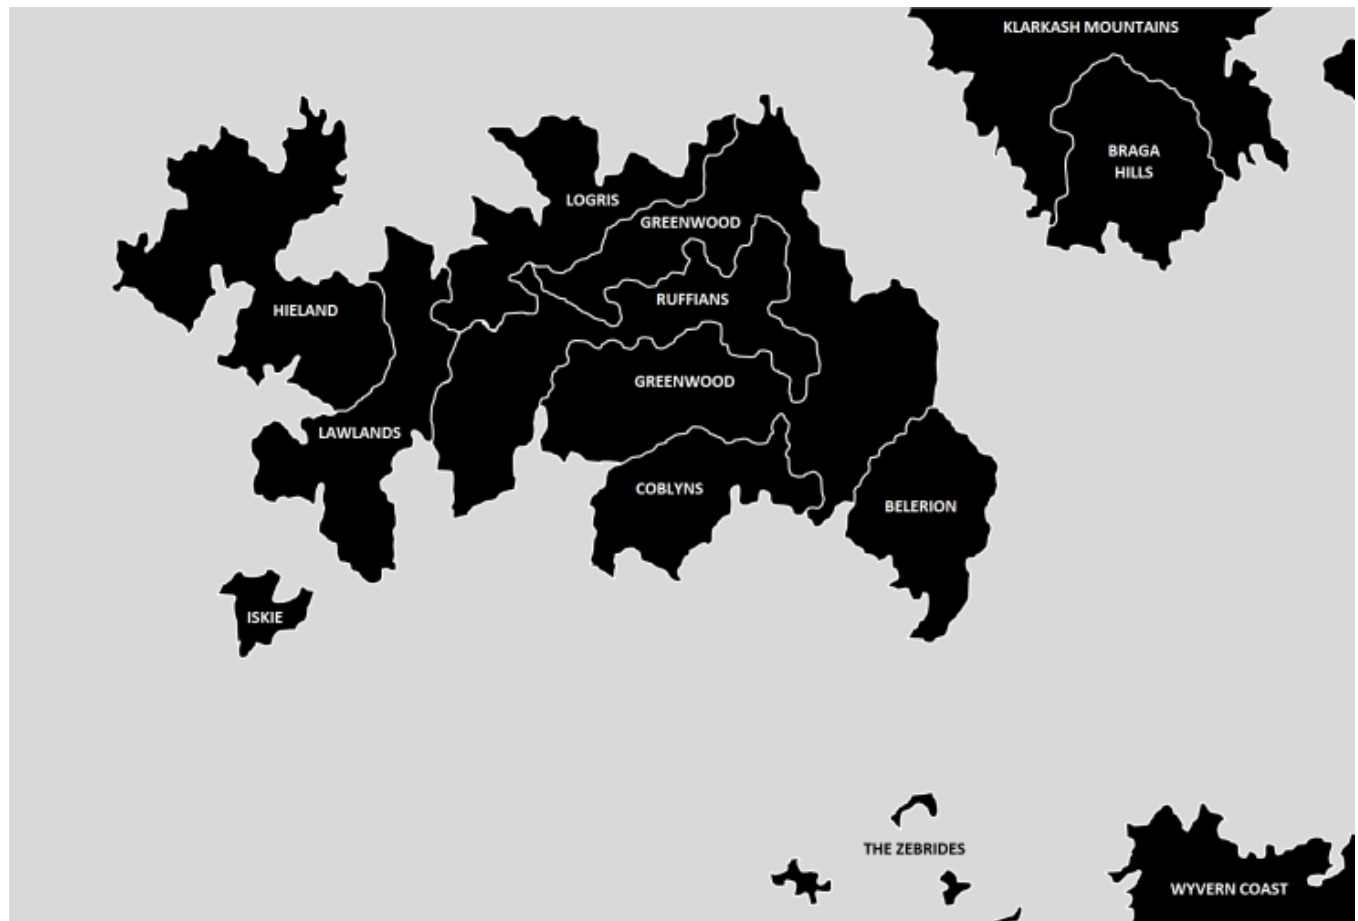 KLARKASH MOUNTAINS
BRAGA
HILLS
LOGRIS
GREENWOOD
RUFFIANS
HIELAND
GREENWOOD
LAWLANDS
COBLYNS
BELERION
ISKIE
THE ZEBRIDES
WYVERN COAST